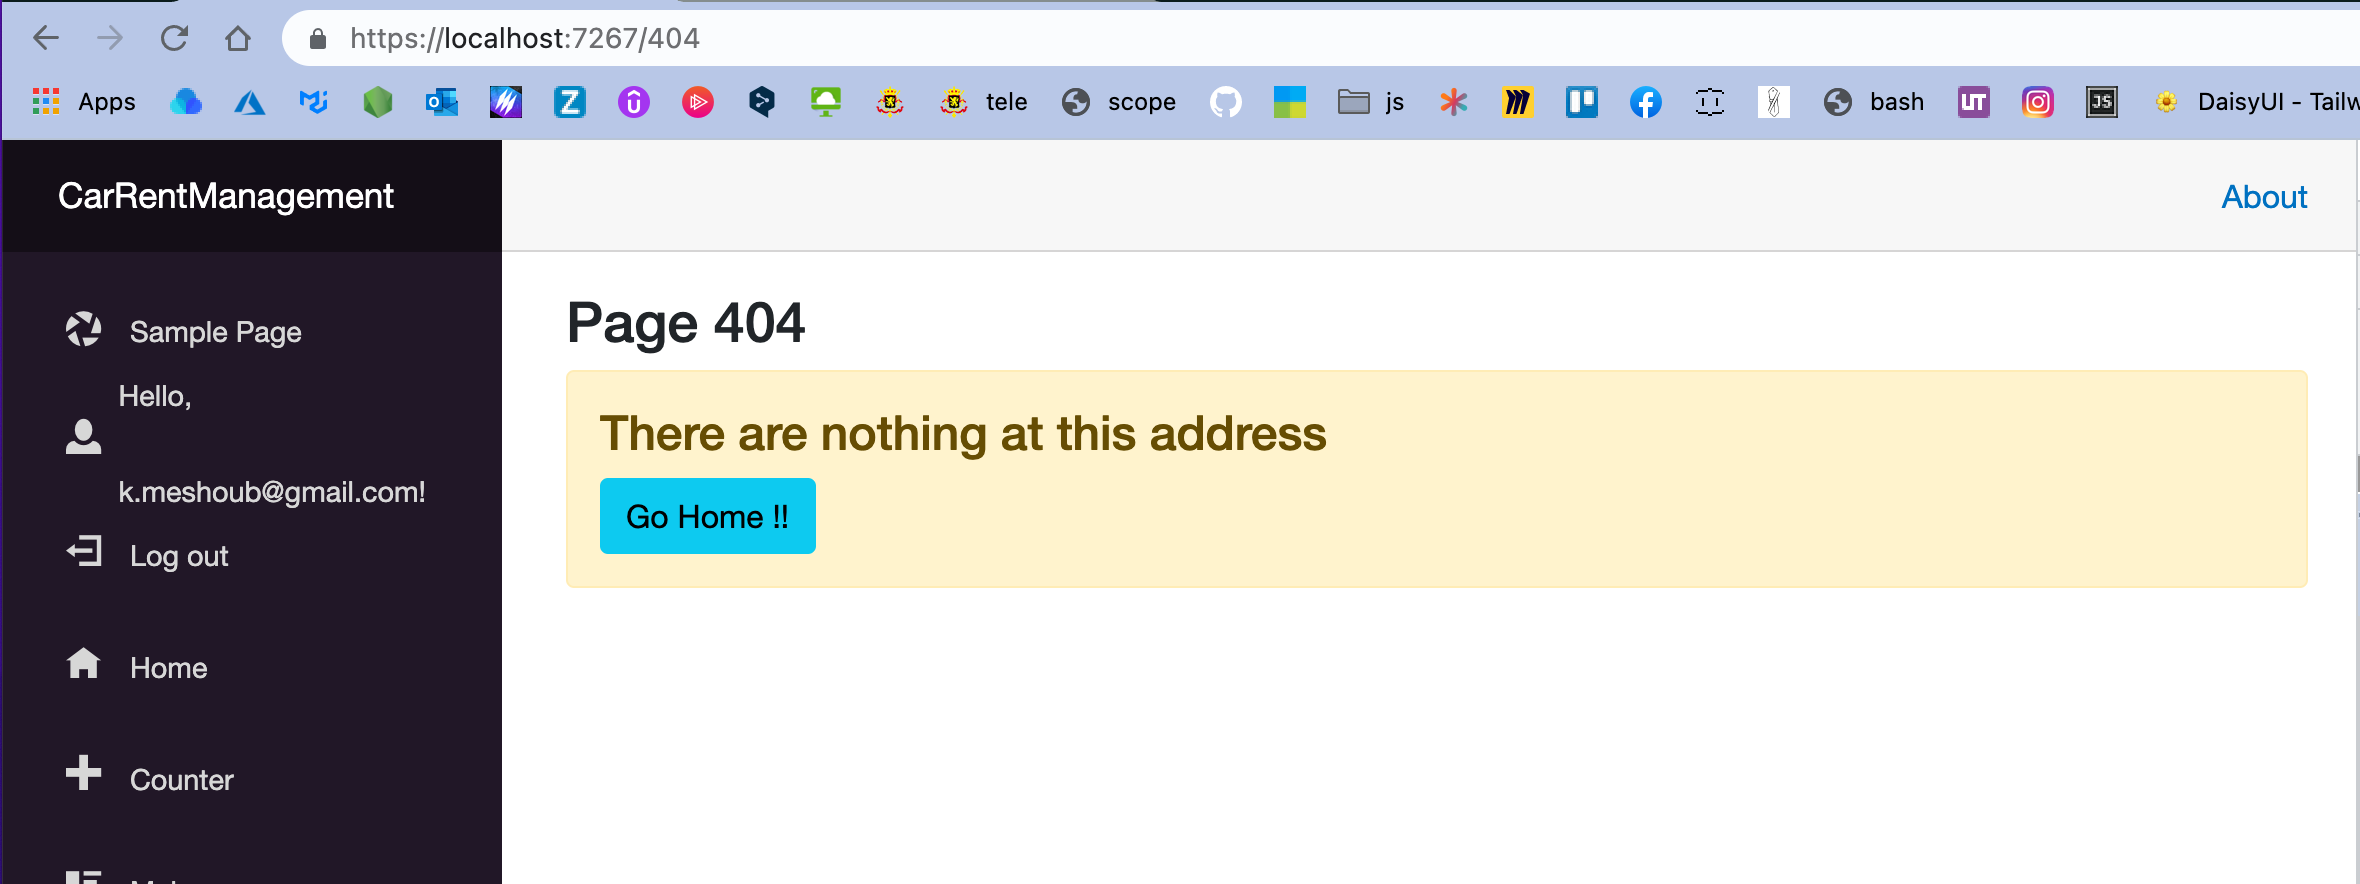 https://localhost:7267/404
Apps
tele
scope
js
bash
DaisyUI - Tailw
CarRentManagement
About
Sample Page
Hello,
k.meshoub@gmail.com!
Log out
Home
Counter
Page 404
There are nothing at this address
Go Home !!